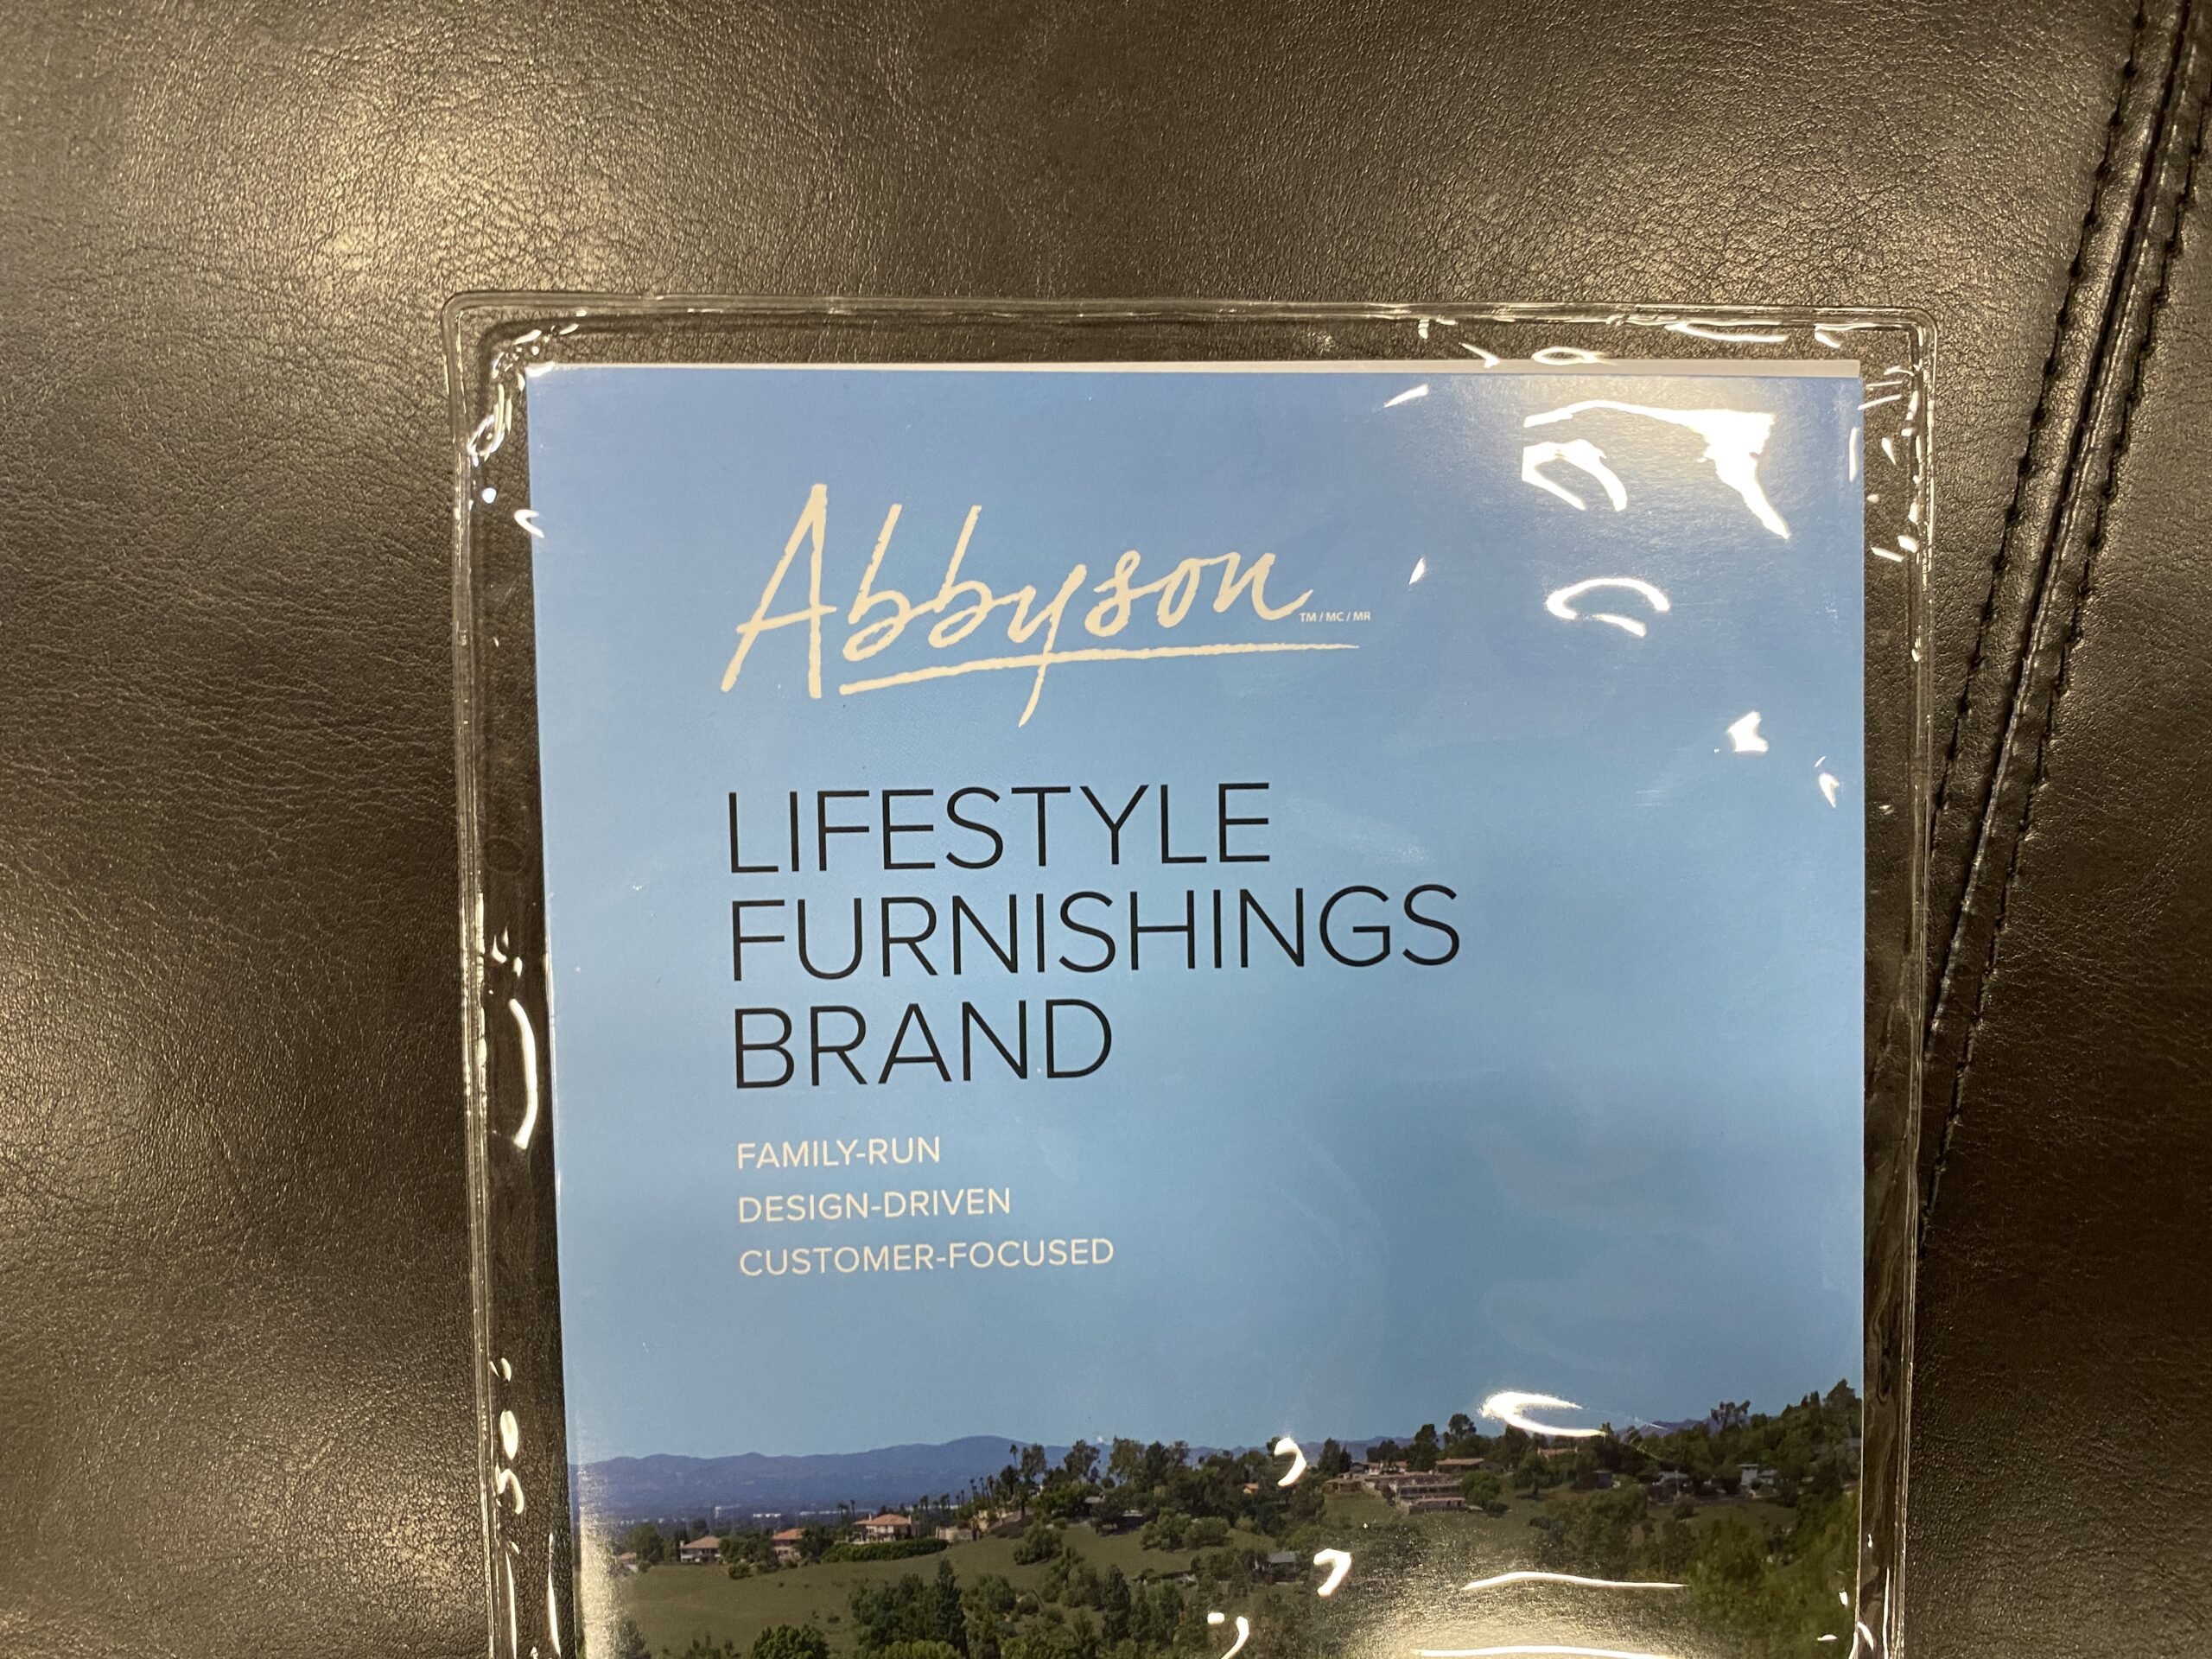 Abbyson TM / MC / MR
LIFESTYLE
FURNISHINGS
BRAND
FAMILY-RUN
DESIGN-DRIVEN
CUSTOMER-FOCUSED